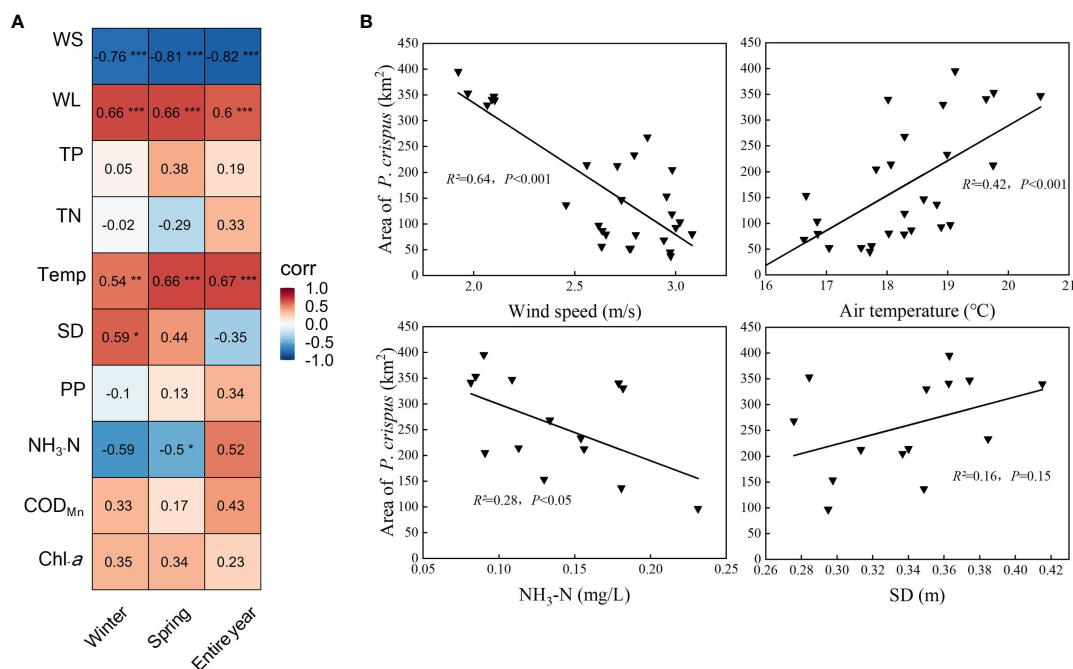 A
WS
-0.76 *** -0.81 *** -0.82 ***
WL
0.66 *** 0.66 *** 0.6 ***
TP
0.05 0.38 0.19
TN
-0.02 -0.29 0.33
Temp
0.54 ** 0.66 *** 0.67 ***
SD
0.59 * 0.44 -0.35
PP
-0.1 0.13 0.34
NH₃-N
-0.59 -0.5 * 0.52
COD_Mn
0.33 0.17 0.43
Chl-a
0.35 0.34 0.23
Winter Spring Entire year
corr
1.0
0.5
0.0
-0.5
-1.0
B
Area of P. crispus (km²)
450
400
350
300
250
200
150
100
50
0
R²=0.64, P<0.001
2.0 2.5 3.0
Wind speed (m/s)
450
400
350
300
250
200
150
100
50
0
R²=0.42, P<0.001
16 17 18 19 20 21
Air temperature (°C)
Area of P. crispus (km²)
450
400
350
300
250
200
150
100
50
0
R²=0.28, P<0.05
0.05 0.10 0.15 0.20 0.25
NH₃-N (mg/L)
450
400
350
300
250
200
150
100
50
0
R²=0.16, P=0.15
0.26 0.28 0.30 0.32 0.34 0.36 0.38 0.40 0.42
SD (m)